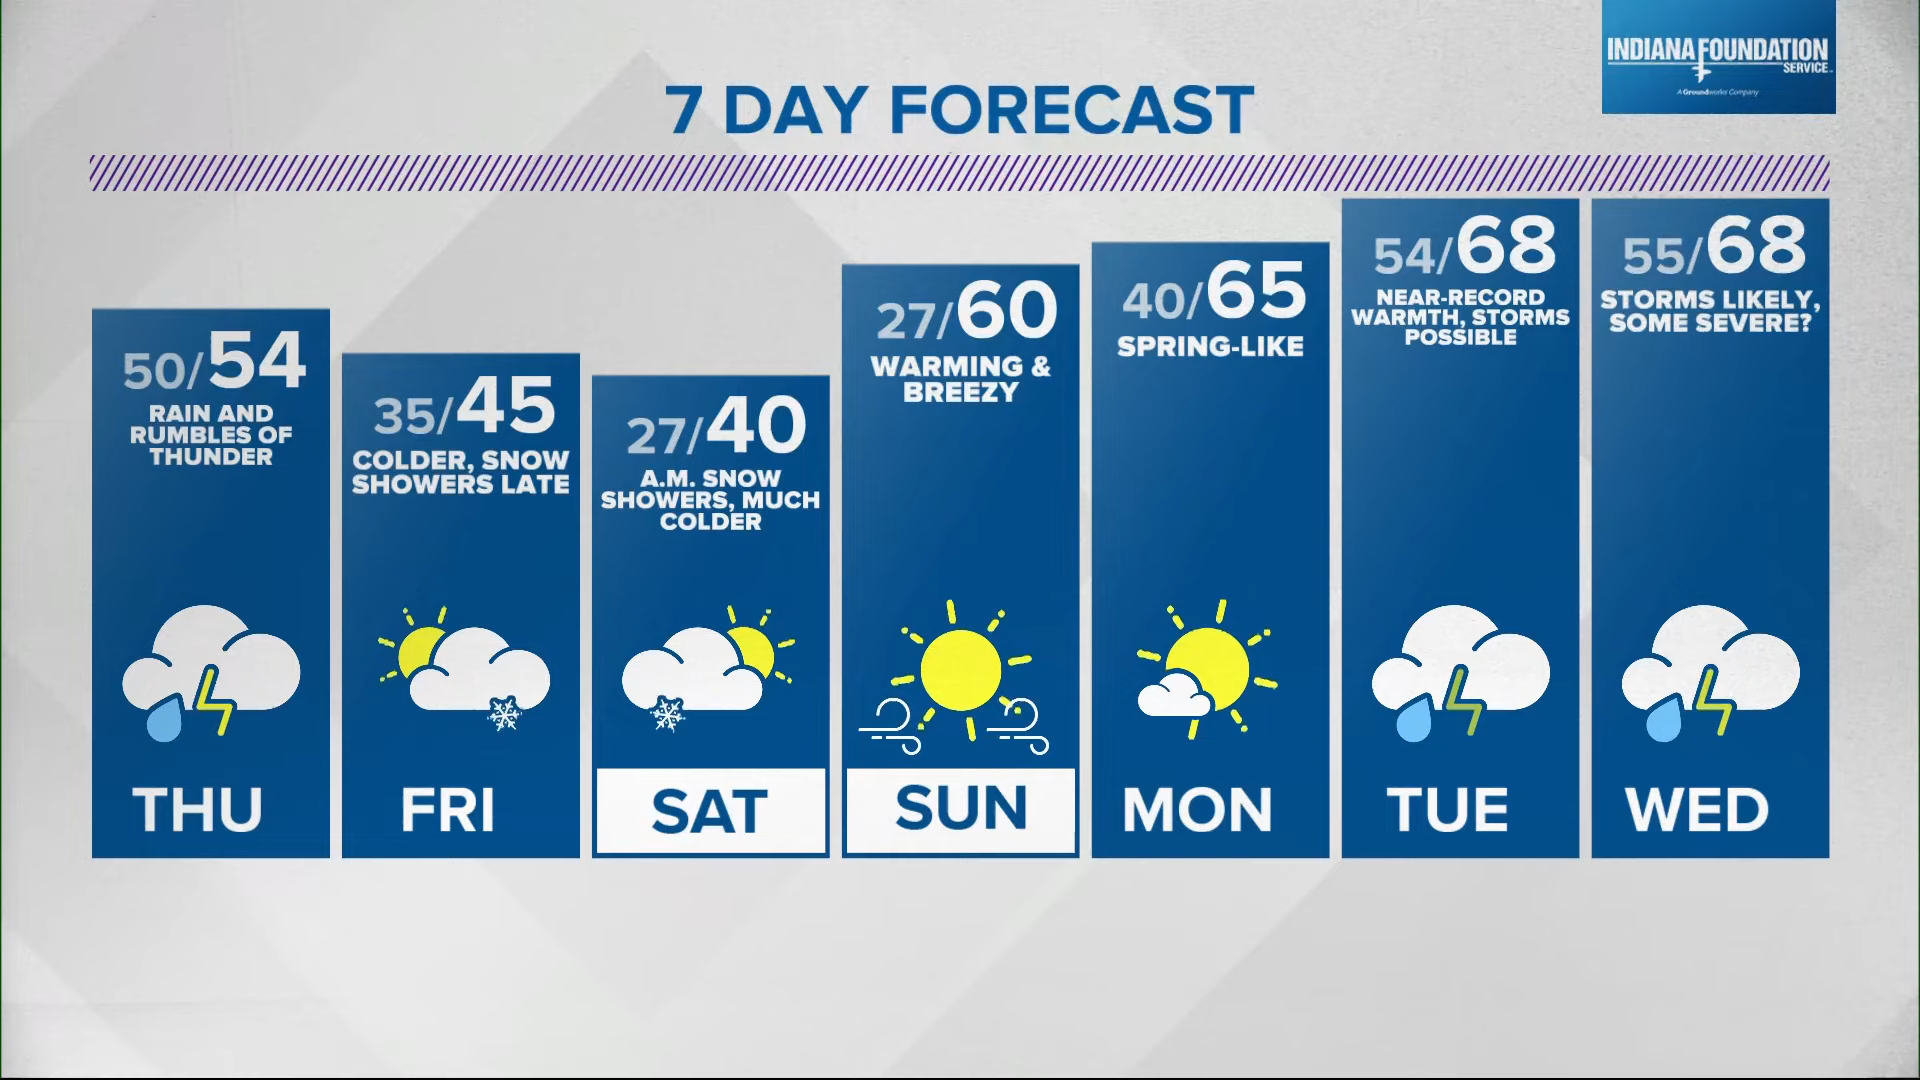 INDIANA FOUNDATION
SERVICE
A Groundworks Company
7 DAY FORECAST
50/54
RAIN AND
RUMBLES OF
THUNDER
THU
35/45
COLDER, SNOW
SHOWERS LATE
FRI
27/40
A.M. SNOW
SHOWERS, MUCH
COLDER
SAT
27/60
WARMING &
BREEZY
SUN
40/65
SPRING-LIKE
MON
54/68
NEAR-RECORD
WARMTH, STORMS
POSSIBLE
TUE
55/68
STORMS LIKELY,
SOME SEVERE?
WED